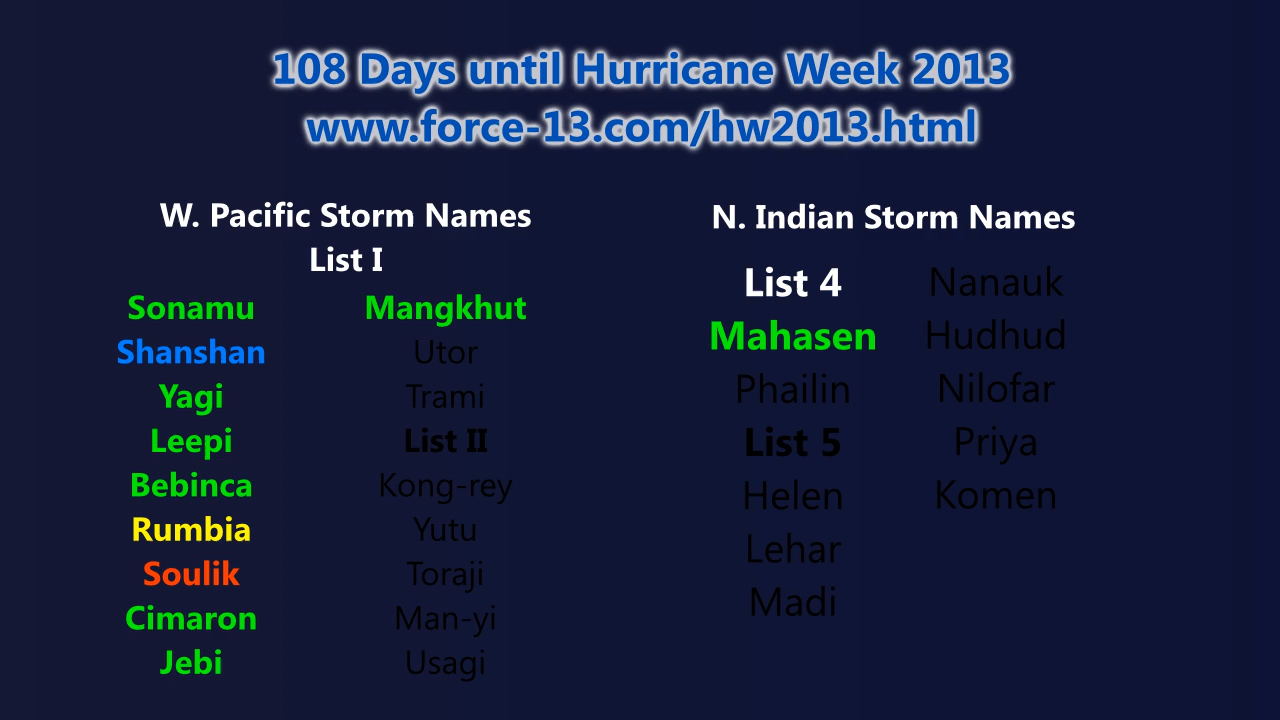 108 Days until Hurricane Week 2013
www.force-13.com/hw2013.html
W. Pacific Storm Names
List I
Sonamu
Shanshan
Yagi
Leepi
Bebinca
Rumbia
Soulik
Cimaron
Jebi
Mangkhut
Utor
Trami
List II
Kong-rey
Yutu
Toraji
Man-yi
Usagi
N. Indian Storm Names
List 4
Mahasen
Phailin
List 5
Helen
Lehar
Madi
Nanauk
Hudhud
Nilofar
Priya
Komen